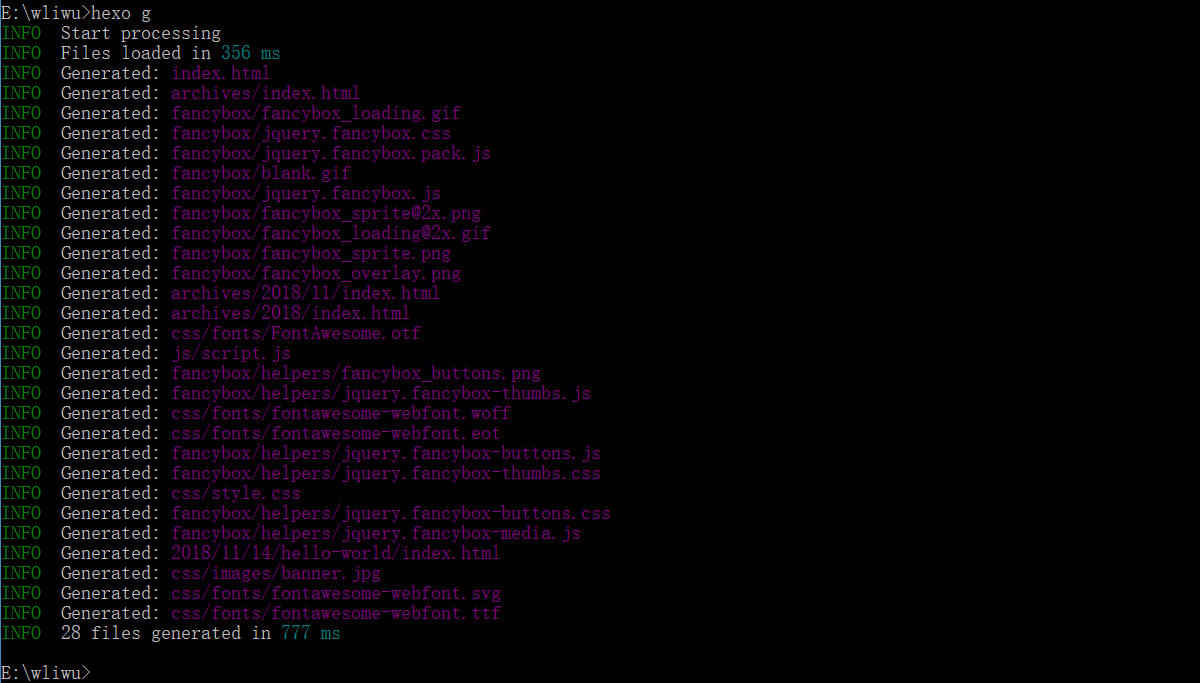 E:\wliwu>hexo g
INFO  Start processing
INFO  Files loaded in 356 ms
INFO  Generated: index.html
INFO  Generated: archives/index.html
INFO  Generated: fancybox/fancybox_loading.gif
INFO  Generated: fancybox/jquery.fancybox.css
INFO  Generated: fancybox/jquery.fancybox.pack.js
INFO  Generated: fancybox/blank.gif
INFO  Generated: fancybox/jquery.fancybox.js
INFO  Generated: fancybox/fancybox_sprite@2x.png
INFO  Generated: fancybox/fancybox_loading@2x.gif
INFO  Generated: fancybox/fancybox_sprite.png
INFO  Generated: fancybox/fancybox_overlay.png
INFO  Generated: archives/2018/11/index.html
INFO  Generated: archives/2018/index.html
INFO  Generated: css/fonts/FontAwesome.otf
INFO  Generated: js/script.js
INFO  Generated: fancybox/helpers/fancybox_buttons.png
INFO  Generated: fancybox/helpers/jquery.fancybox-thumbs.js
INFO  Generated: css/fonts/fontawesome-webfont.woff
INFO  Generated: css/fonts/fontawesome-webfont.eot
INFO  Generated: fancybox/helpers/jquery.fancybox-buttons.js
INFO  Generated: fancybox/helpers/jquery.fancybox-thumbs.css
INFO  Generated: css/style.css
INFO  Generated: fancybox/helpers/jquery.fancybox-buttons.css
INFO  Generated: fancybox/helpers/jquery.fancybox-media.js
INFO  Generated: 2018/11/14/hello-world/index.html
INFO  Generated: css/images/banner.jpg
INFO  Generated: css/fonts/fontawesome-webfont.svg
INFO  Generated: css/fonts/fontawesome-webfont.ttf
INFO  28 files generated in 777 ms
E:\wliwu>